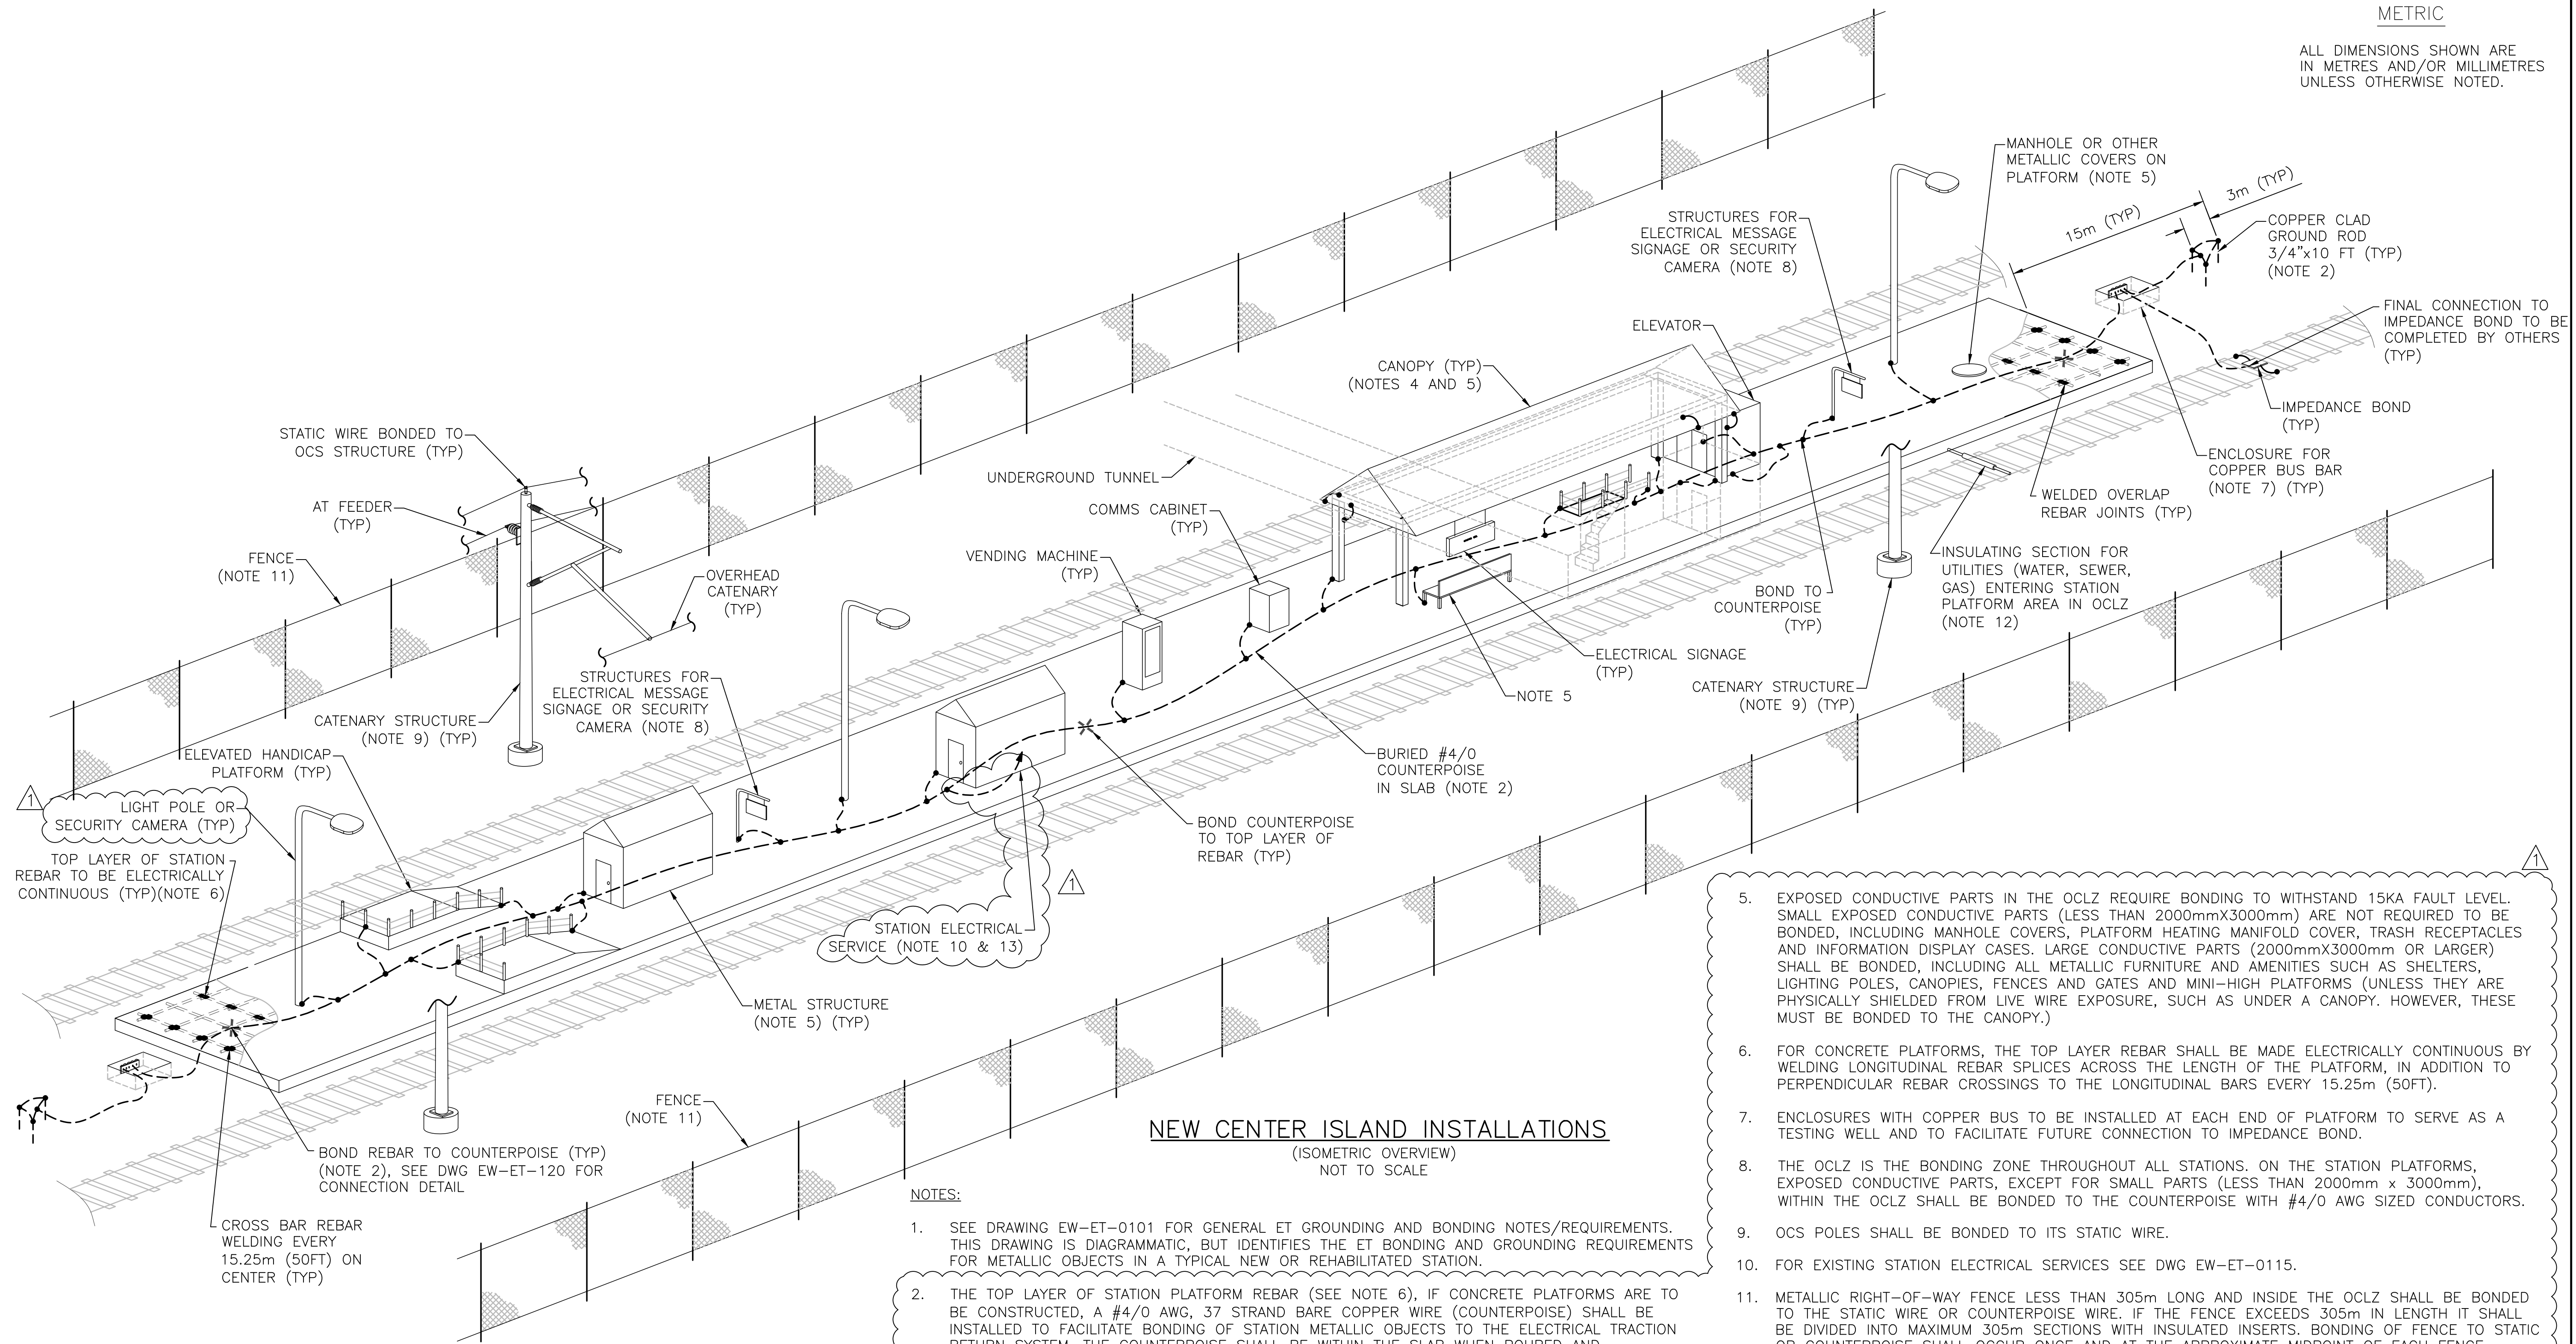 METRIC
ALL DIMENSIONS SHOWN ARE
IN METRES AND/OR MILLIMETRES
UNLESS OTHERWISE NOTED.
MANHOLE OR OTHER
METALLIC COVERS ON
PLATFORM (NOTE 5)
15m (TYP)
3m (TYP)
COPPER CLAD
GROUND ROD
3/4"x10 FT (TYP)
(NOTE 2)
STRUCTURES FOR
ELECTRICAL MESSAGE
SIGNAGE OR SECURITY
CAMERA (NOTE 8)
FINAL CONNECTION TO
IMPEDANCE BOND TO BE
COMPLETED BY OTHERS
(TYP)
ELEVATOR
CANOPY (TYP)
(NOTES 4 AND 5)
IMPEDANCE BOND
(TYP)
STATIC WIRE BONDED TO
OCS STRUCTURE (TYP)
ENCLOSURE FOR
COPPER BUS BAR
(NOTE 7) (TYP)
UNDERGROUND TUNNEL
WELDED OVERLAP
REBAR JOINTS (TYP)
AT FEEDER
(TYP)
COMMS CABINET
(TYP)
FENCE
(NOTE 11)
VENDING MACHINE
(TYP)
INSULATING SECTION FOR
UTILITIES (WATER, SEWER,
GAS) ENTERING STATION
PLATFORM AREA IN OCLZ
(NOTE 12)
OVERHEAD
CATENARY
(TYP)
BOND TO
COUNTERPOISE
(TYP)
ELECTRICAL SIGNAGE
(TYP)
STRUCTURES FOR
ELECTRICAL MESSAGE
SIGNAGE OR SECURITY
CAMERA (NOTE 8)
NOTE 5
CATENARY STRUCTURE
(NOTE 9) (TYP)
CATENARY STRUCTURE
(NOTE 9) (TYP)
ELEVATED HANDICAP
PLATFORM (TYP)
BURIED #4/0
COUNTERPOISE
IN SLAB (NOTE 2)
1
LIGHT POLE OR
SECURITY CAMERA (TYP)
BOND COUNTERPOISE
TO TOP LAYER OF
REBAR (TYP)
TOP LAYER OF STATION
REBAR TO BE ELECTRICALLY
CONTINUOUS (TYP)(NOTE 6)
1
STATION ELECTRICAL
SERVICE (NOTE 10 & 13)
METAL STRUCTURE
(NOTE 5) (TYP)
FENCE
(NOTE 11)
BOND REBAR TO COUNTERPOISE (TYP)
(NOTE 2), SEE DWG EW-ET-120 FOR
CONNECTION DETAIL
CROSS BAR REBAR
WELDING EVERY
15.25m (50FT) ON
CENTER (TYP)
NEW CENTER ISLAND INSTALLATIONS
(ISOMETRIC OVERVIEW)
NOT TO SCALE
NOTES:
1. SEE DRAWING EW-ET-0101 FOR GENERAL ET GROUNDING AND BONDING NOTES/REQUIREMENTS.
THIS DRAWING IS DIAGRAMMATIC, BUT IDENTIFIES THE ET BONDING AND GROUNDING REQUIREMENTS
FOR METALLIC OBJECTS IN A TYPICAL NEW OR REHABILITATED STATION.
2. THE TOP LAYER OF STATION PLATFORM REBAR (SEE NOTE 6), IF CONCRETE PLATFORMS ARE TO
BE CONSTRUCTED, A #4/0 AWG, 37 STRAND BARE COPPER WIRE (COUNTERPOISE) SHALL BE
INSTALLED TO FACILITATE BONDING OF STATION METALLIC OBJECTS TO THE ELECTRICAL TRACTION
RETURN SYSTEM. THE COUNTERPOISE SHALL BE WITHIN THE SLAB WHEN POURED AND
1
5. EXPOSED CONDUCTIVE PARTS IN THE OCLZ REQUIRE BONDING TO WITHSTAND 15KA FAULT LEVEL.
SMALL EXPOSED CONDUCTIVE PARTS (LESS THAN 2000mmX3000mm) ARE NOT REQUIRED TO BE
BONDED, INCLUDING MANHOLE COVERS, PLATFORM HEATING MANIFOLD COVER, TRASH RECEPTACLES
AND INFORMATION DISPLAY CASES. LARGE CONDUCTIVE PARTS (2000mmX3000mm OR LARGER)
SHALL BE BONDED, INCLUDING ALL METALLIC FURNITURE AND AMENITIES SUCH AS SHELTERS,
LIGHTING POLES, CANOPIES, FENCES AND GATES AND MINI-HIGH PLATFORMS (UNLESS THEY ARE
PHYSICALLY SHIELDED FROM LIVE WIRE EXPOSURE, SUCH AS UNDER A CANOPY. HOWEVER, THESE
MUST BE BONDED TO THE CANOPY.)
6. FOR CONCRETE PLATFORMS, THE TOP LAYER REBAR SHALL BE MADE ELECTRICALLY CONTINUOUS BY
WELDING LONGITUDINAL REBAR SPLICES ACROSS THE LENGTH OF THE PLATFORM, IN ADDITION TO
PERPENDICULAR REBAR CROSSINGS TO THE LONGITUDINAL BARS EVERY 15.25m (50FT).
7. ENCLOSURES WITH COPPER BUS TO BE INSTALLED AT EACH END OF PLATFORM TO SERVE AS A
TESTING WELL AND TO FACILITATE FUTURE CONNECTION TO IMPEDANCE BOND.
8. THE OCLZ IS THE BONDING ZONE THROUGHOUT ALL STATIONS. ON THE STATION PLATFORMS,
EXPOSED CONDUCTIVE PARTS, EXCEPT FOR SMALL PARTS (LESS THAN 2000mm x 3000mm),
WITHIN THE OCLZ SHALL BE BONDED TO THE COUNTERPOISE WITH #4/0 AWG SIZED CONDUCTORS.
9. OCS POLES SHALL BE BONDED TO ITS STATIC WIRE.
10. FOR EXISTING STATION ELECTRICAL SERVICES SEE DWG EW-ET-0115.
11. METALLIC RIGHT-OF-WAY FENCE LESS THAN 305m LONG AND INSIDE THE OCLZ SHALL BE BONDED
TO THE STATIC WIRE OR COUNTERPOISE WIRE. IF THE FENCE EXCEEDS 305m IN LENGTH IT SHALL
BE DIVIDED INTO MAXIMUM 305m SECTIONS WITH INSULATED INSERTS. BONDING OF FENCE TO STATIC
OR COUNTERPOISE SHALL OCCUR ONCE AND AT THE APPROXIMATE MIDPOINT OF EACH FENCE